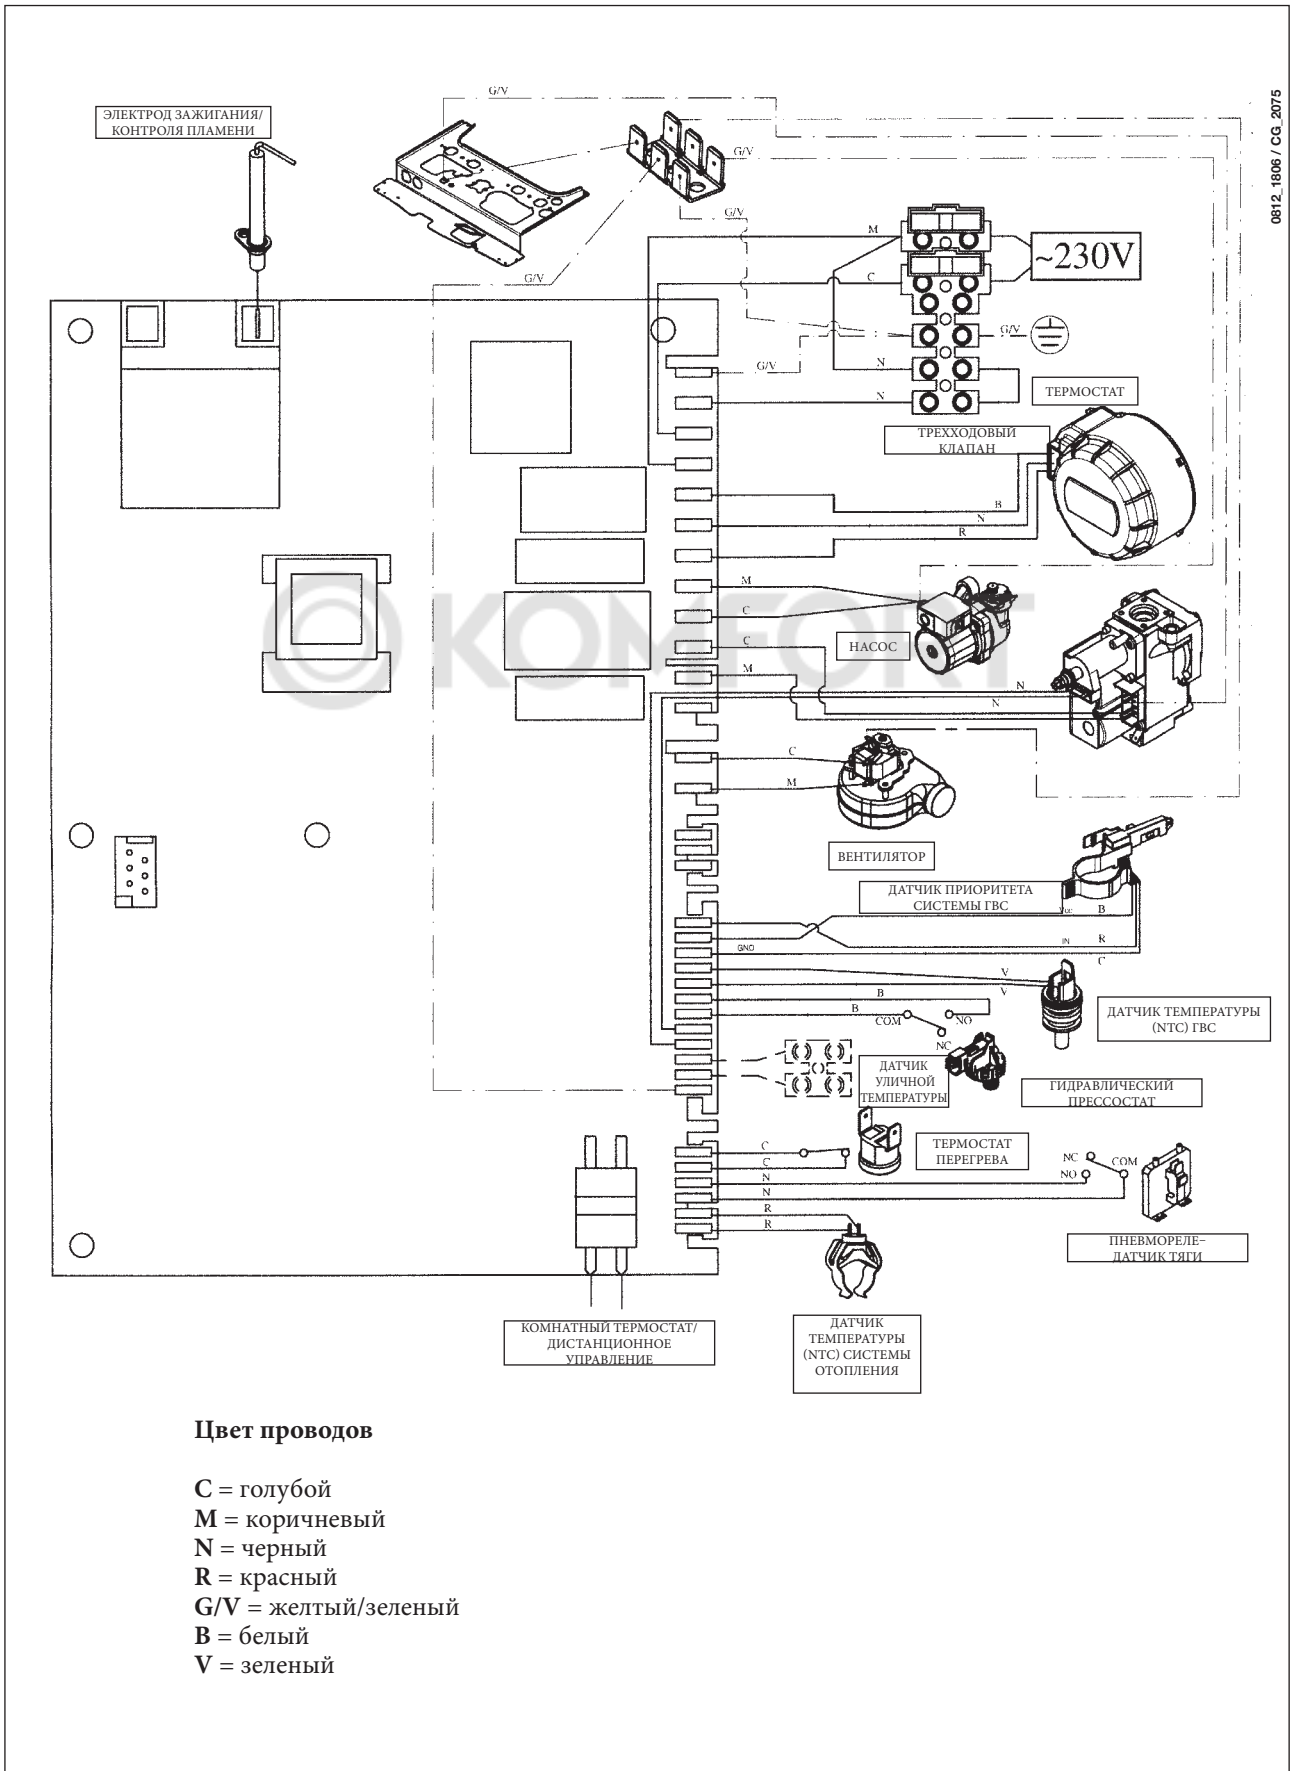 G/V
0812_1806 / CG_2075
ЭЛЕКТРОД ЗАЖИГАНИЯ/
КОНТРОЛЯ ПЛАМЕНИ
G/V
G/V
M
~230V
G/V
C
G/V
G/V
N
ТЕРМОСТАТ
N
ТРЕХХОДОВЫЙ
КЛАПАН
B
N
R
M
C
KOMFORT
НАСОС
C
M
N
N
C
M
ВЕНТИЛЯТОР
ДАТЧИК ПРИОРИТЕТА
СИСТЕМЫ ГВС
Vcc
B
GND
IN
R
C
V
V
B
B
COM
NO
NC
ДАТЧИК ТЕМПЕРАТУРЫ
(NTC) ГВС
ДАТЧИК
УЛИЧНОЙ
ТЕМПЕРАТУРЫ
ГИДРАВЛИЧЕСКИЙ
ПРЕССОСТАТ
C
C
N
N
R
R
ТЕРМОСТАТ
ПЕРЕГРЕВА
NC
COM
NO
ПНЕВМОРЕЛЕ-
ДАТЧИК ТЯГИ
КОМНАТНЫЙ ТЕРМОСТАТ/
ДИСТАНЦИОННОЕ
УПРАВЛЕНИЕ
ДАТЧИК
ТЕМПЕРАТУРЫ
(NTC) СИСТЕМЫ
ОТОПЛЕНИЯ
Цвет проводов
C = голубой
M = коричневый
N = черный
R = красный
G/V = желтый/зеленый
B = белый
V = зеленый